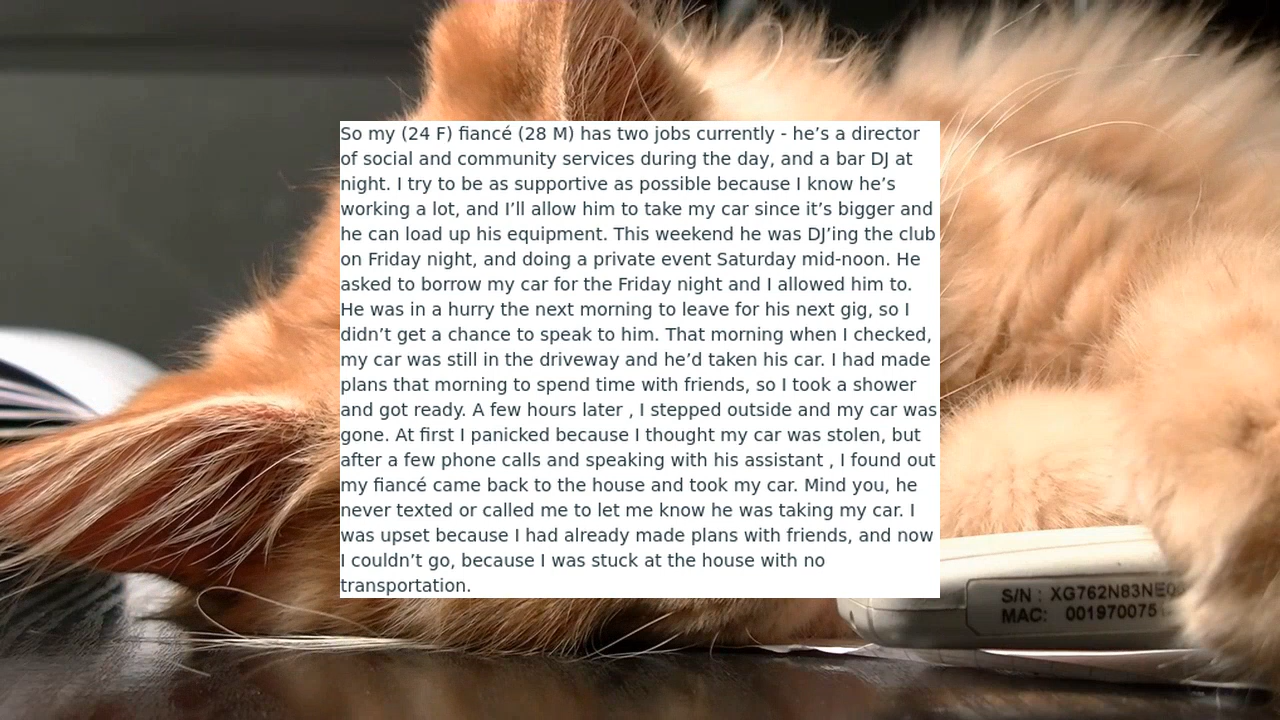 So my (24 F) fiancé (28 M) has two jobs currently - he’s a director
of social and community services during the day, and a bar DJ at
night. I try to be as supportive as possible because I know he’s
working a lot, and I’ll allow him to take my car since it’s bigger and
he can load up his equipment. This weekend he was DJ’ing the club
on Friday night, and doing a private event Saturday mid-noon. He
asked to borrow my car for the Friday night and I allowed him to.
He was in a hurry the next morning to leave for his next gig, so I
didn’t get a chance to speak to him. That morning when I checked,
my car was still in the driveway and he’d taken his car. I had made
plans that morning to spend time with friends, so I took a shower
and got ready. A few hours later , I stepped outside and my car was
gone. At first I panicked because I thought my car was stolen, but
after a few phone calls and speaking with his assistant , I found out
my fiancé came back to the house and took my car. Mind you, he
never texted or called me to let me know he was taking my car. I
was upset because I had already made plans with friends, and now
I couldn’t go, because I was stuck at the house with no
transportation.
S/N :
MAC: